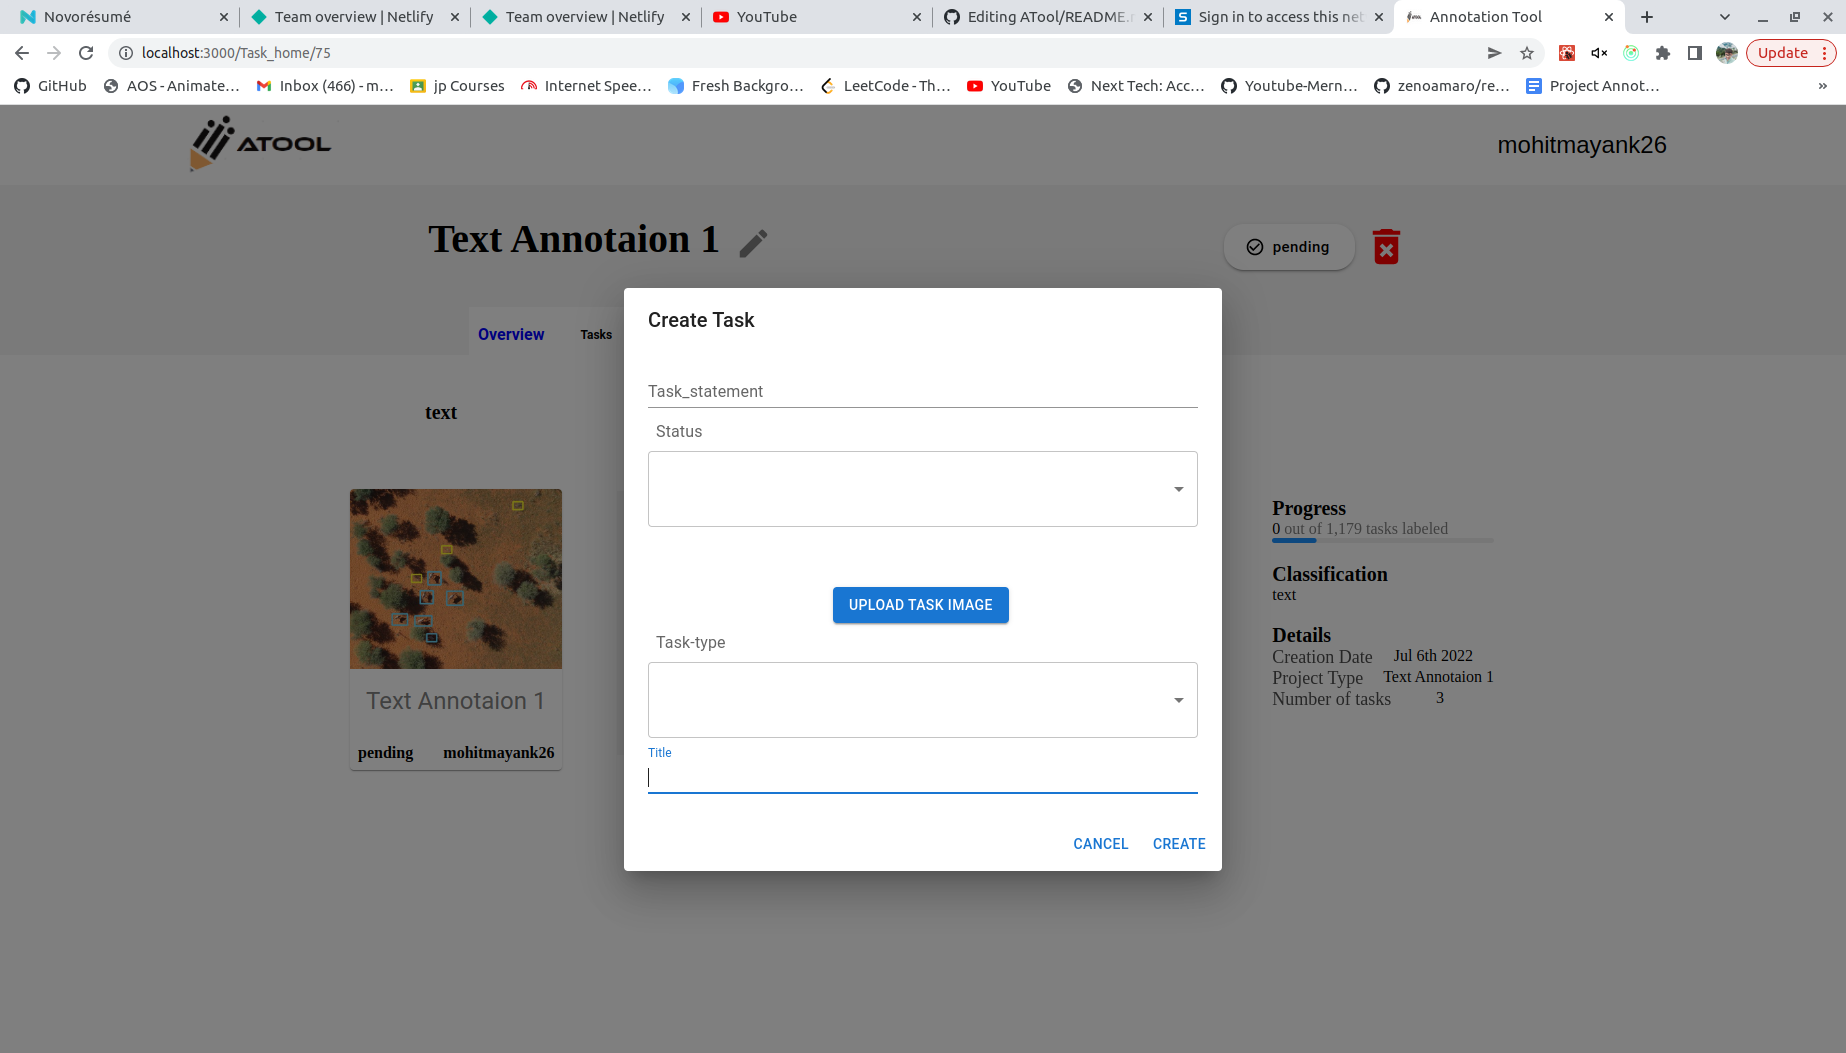 Novorésumé
Team overview | Netlify
Team overview | Netlify
YouTube
Editing ATool/README.
Sign in to access this net
Annotation Tool
localhost:3000/Task_home/75
Update
GitHub
AOS - Animate...
Inbox (466) - m...
jp Courses
Internet Spee...
Fresh Backgro...
LeetCode - Th...
YouTube
Next Tech: Acc...
Youtube-Mern...
zenoamaro/re...
Project Annot...
»
ATOOL
mohitmayank26
Text Annotaion 1
pending
Overview
Tasks
text
Text Annotaion 1
pending mohitmayank26
Create Task
Task_statement
Status
UPLOAD TASK IMAGE
Task-type
Title
CANCEL CREATE
Progress
0 out of 1,179 tasks labeled
Classification
text
Details
Creation Date Jul 6th 2022
Project Type Text Annotaion 1
Number of tasks 3